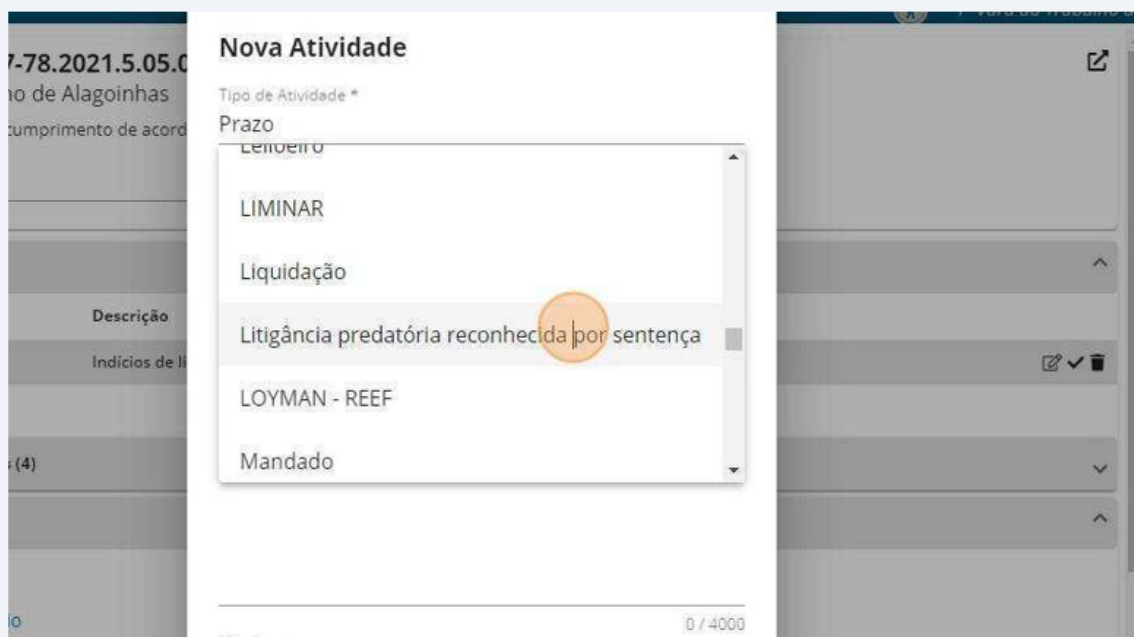 Nova Atividade
7-78.2021.5.05.0
no de Alagoinhas
Tipo de Atividade *
cumprimento de acord
Prazo
Leiloeiro
LIMINAR
Liquidação
Descrição
Litigância predatória reconhecida por sentença
Indícios de li
LOYMAN - REEF
Mandado
(4)
0 / 4000